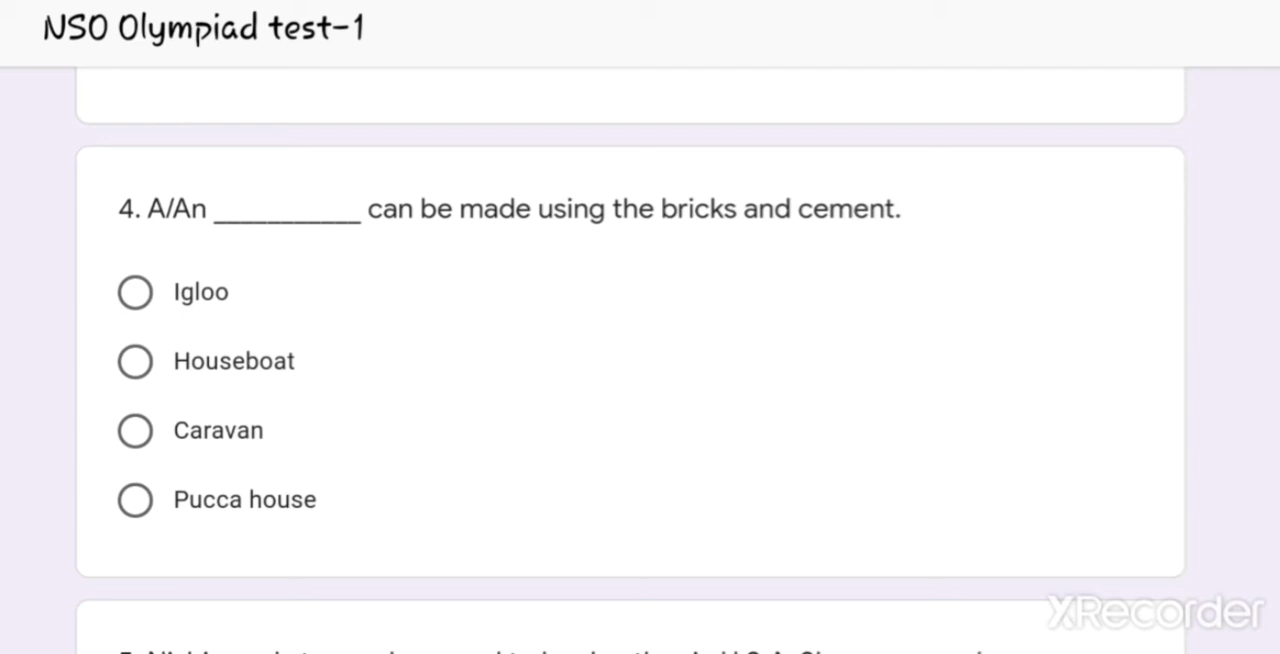 NSO Olympiad test-1
4. A/An __________ can be made using the bricks and cement.
Igloo
Houseboat
Caravan
Pucca house
XRecorder